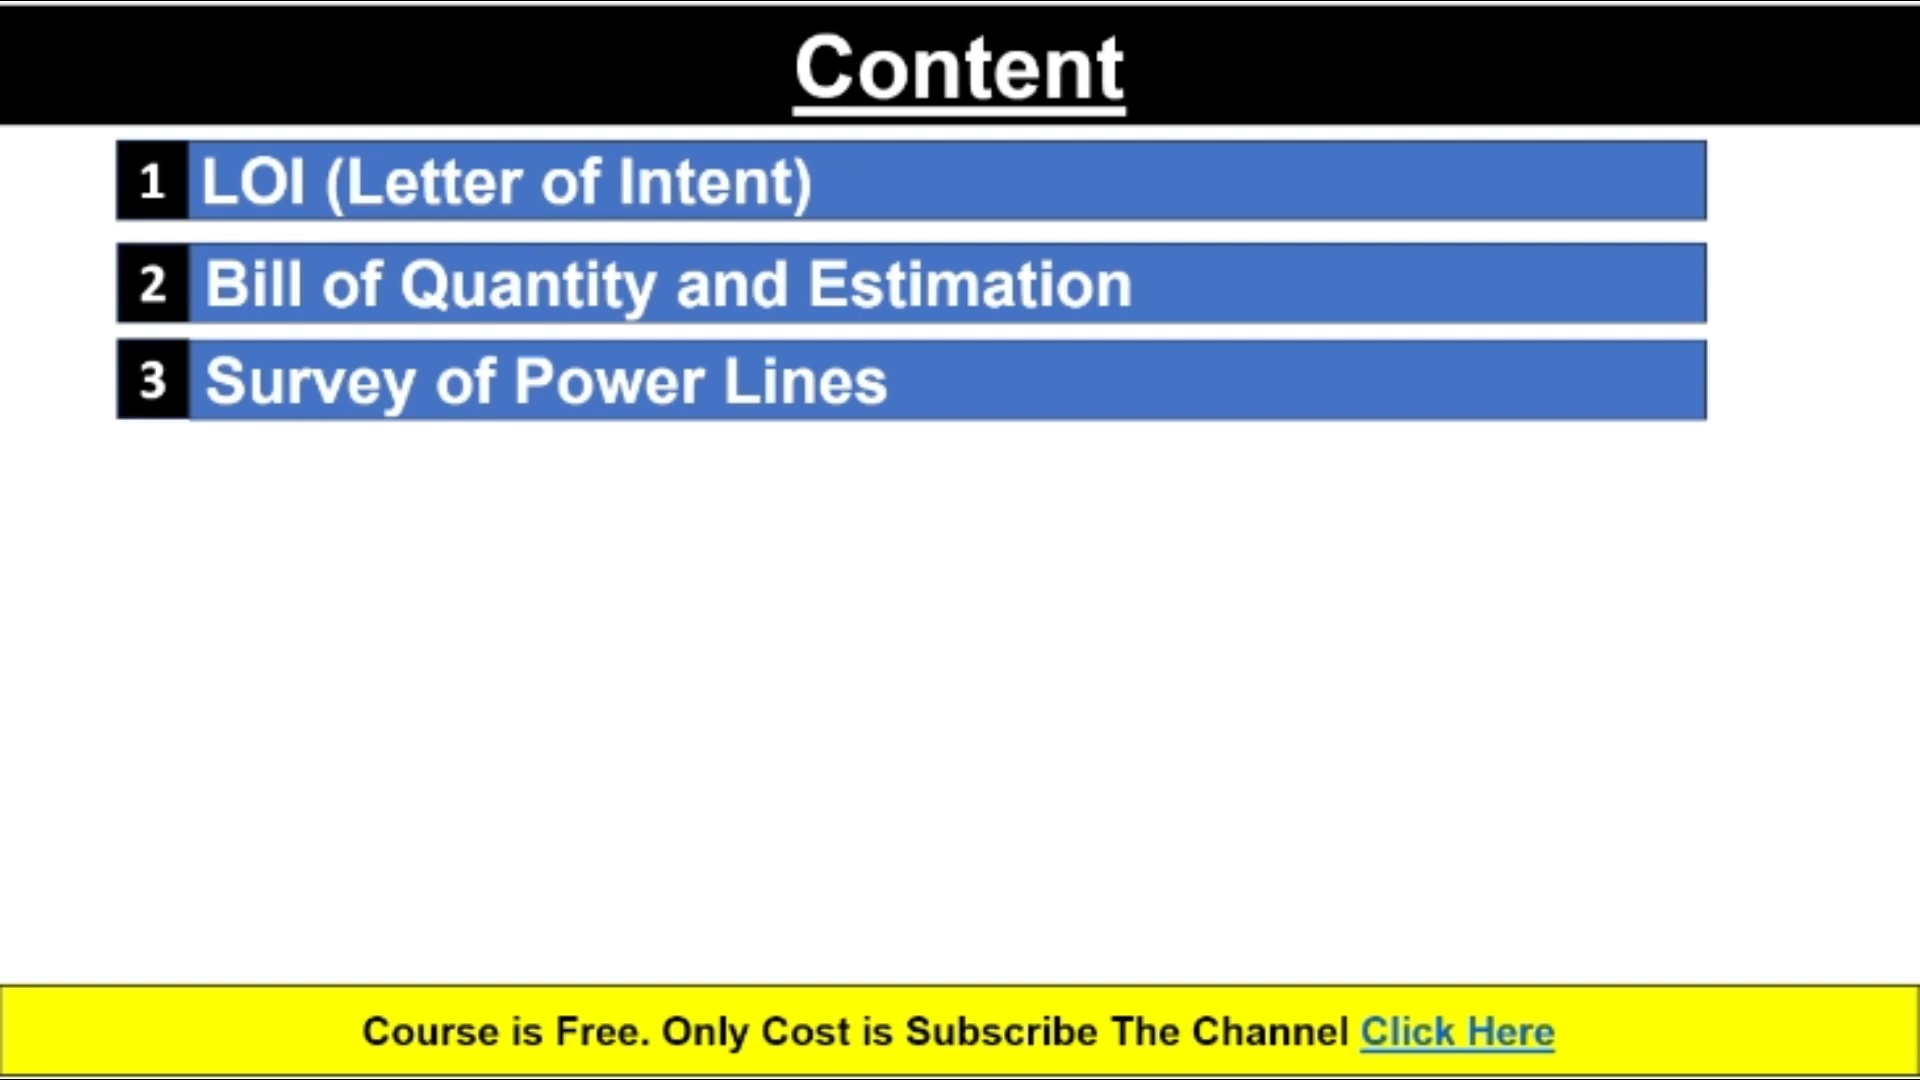 Content
1 LOI (Letter of Intent)
2 Bill of Quantity and Estimation
3 Survey of Power Lines
Course is Free. Only Cost is Subscribe The Channel Click Here